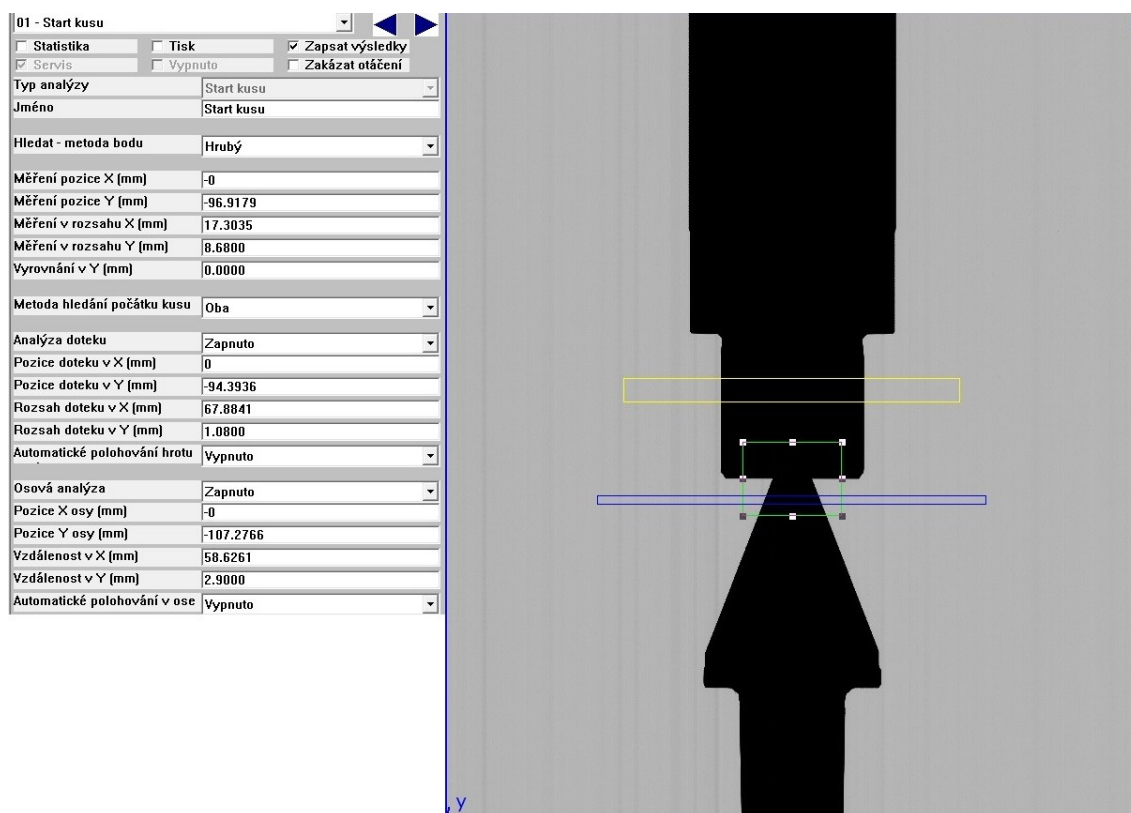 01 - Start kusu
Statistika Tisk Zapsat výsledky
Servis Vypnuto Zakázat otáčení
Typ analýzy Start kusu
Jméno Start kusu
Hledat - metoda bodu Hrubý
Měření pozice X (mm) -0
Měření pozice Y (mm) -96.9179
Měření v rozsahu X (mm) 17.3035
Měření v rozsahu Y (mm) 8.6800
Vyrovnání v Y (mm) 0.0000
Metoda hledání počátku kusu Oba
Analýza doteku Zapnuto
Pozice doteku v X (mm) 0
Pozice doteku v Y (mm) -94.3936
Rozsah doteku v X (mm) 67.8841
Rozsah doteku v Y (mm) 1.0800
Automatické polohování hrotu Vypnuto
Osová analýza Zapnuto
Pozice X osy (mm) -0
Pozice Y osy (mm) -107.2766
Vzdálenost v X (mm) 58.6261
Vzdálenost v Y (mm) 2.9000
Automatické polohování v ose Vypnuto
y